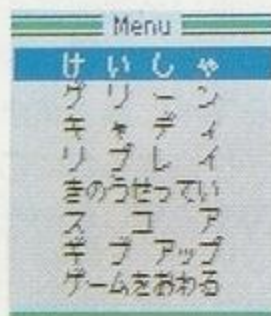 Menu
けいしゃ
グリーン
キャディ
リプレイ
きのうせってい
スコア
ギブアップ
ゲームをおわる